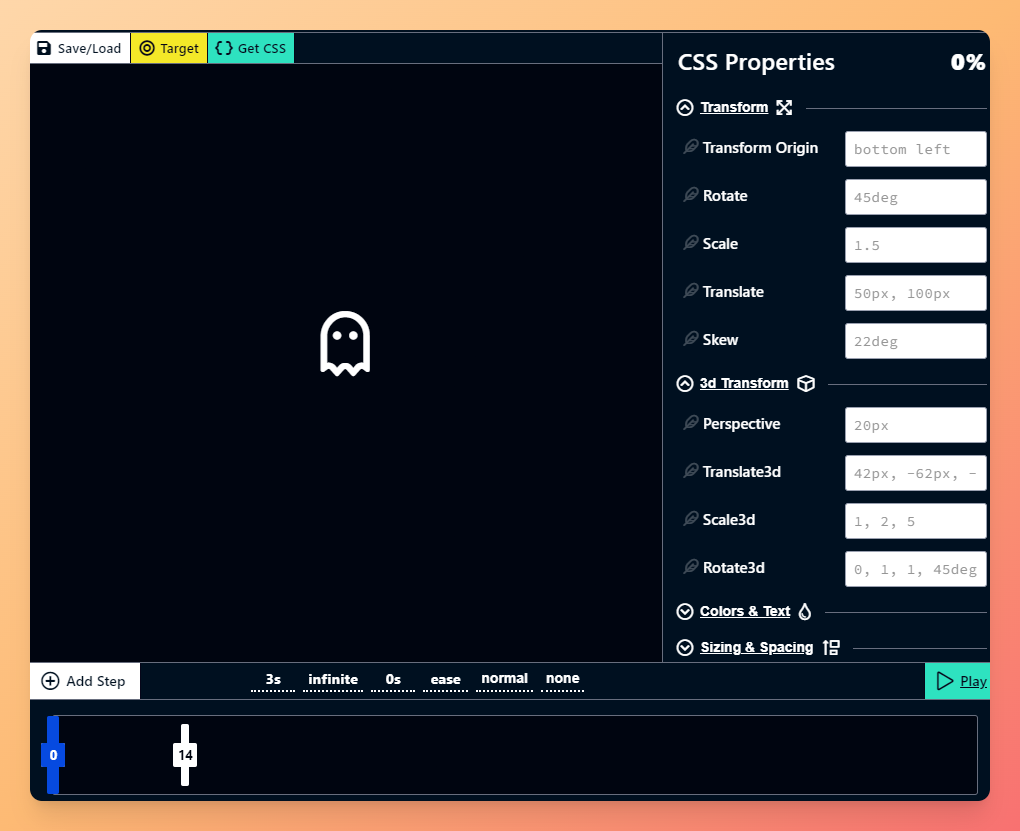 Save/Load
Target
Get CSS
CSS Properties
0%
Transform
Transform Origin
bottom left
Rotate
45deg
Scale
1.5
Translate
50px, 100px
Skew
22deg
3d Transform
Perspective
20px
Translate3d
42px, -62px, -
Scale3d
1, 2, 5
Rotate3d
0, 1, 1, 45deg
Colors & Text
Sizing & Spacing
Add Step
3s
infinite
0s
ease
normal
none
Play
0
14